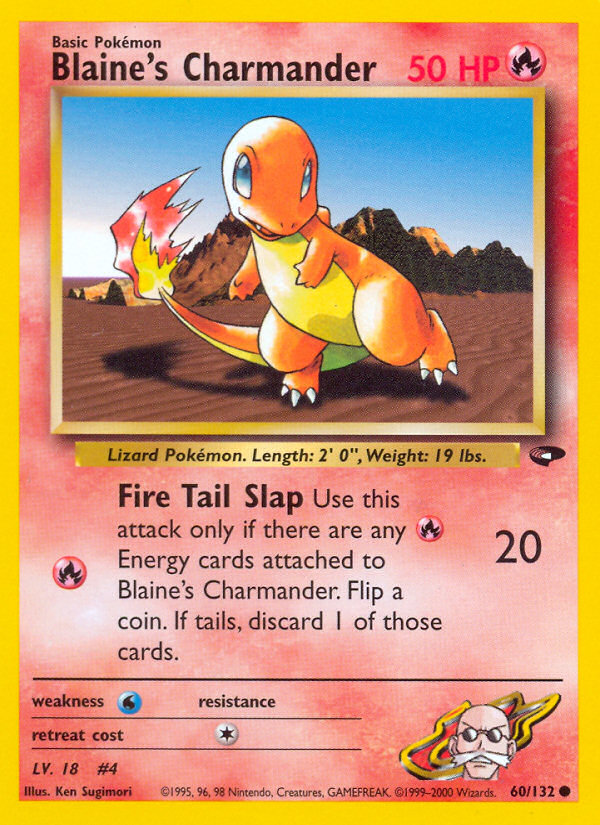 Basic Pokémon
Blaine's Charmander 50 HP
Lizard Pokémon. Length: 2' 0", Weight: 19 lbs.
Fire Tail Slap Use this
attack only if there are any
Energy cards attached to
Blaine's Charmander. Flip a
coin. If tails, discard 1 of those
cards.
20
weakness resistance
retreat cost
LV. 18 #4
Illus. Ken Sugimori ©1995, 96, 98 Nintendo, Creatures, GAMEFREAK. ©1999-2000 Wizards. 60/132